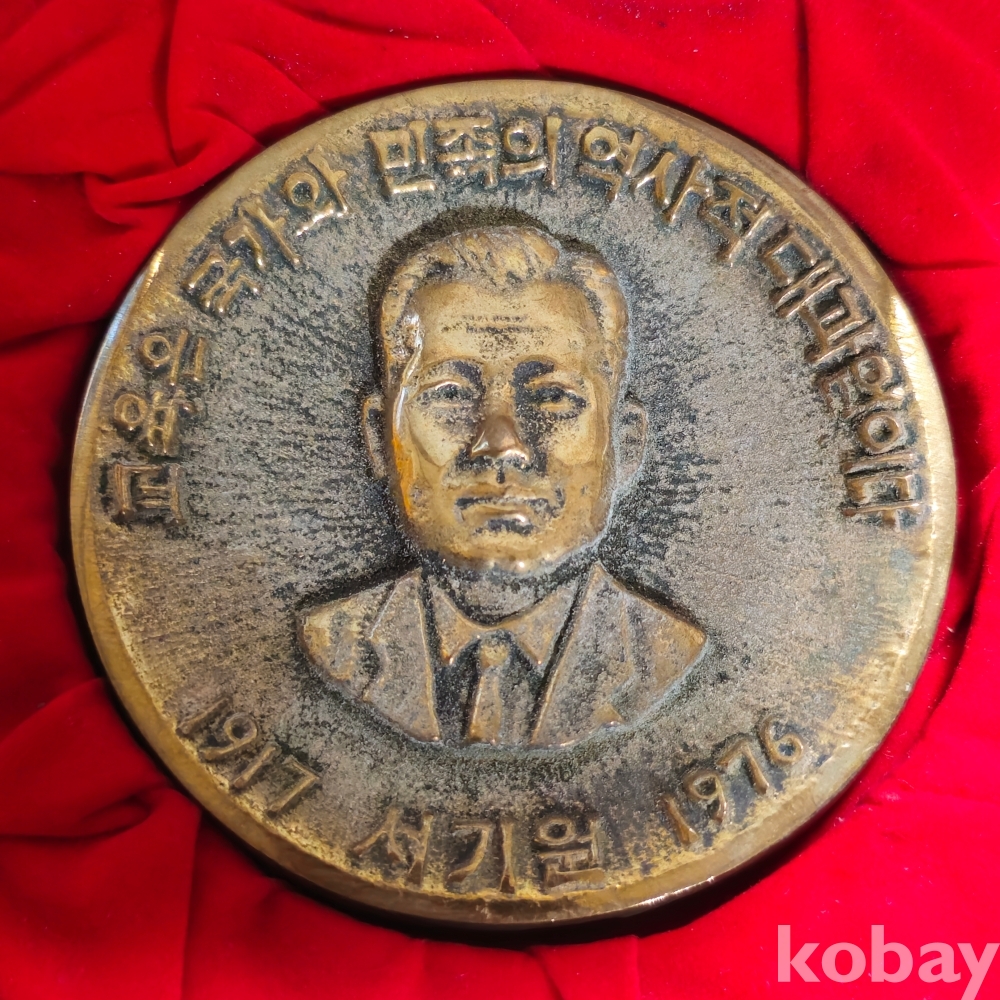 교육은 국가와 민족의 역사적 대과업이다
1917 서기원 1976
kobay